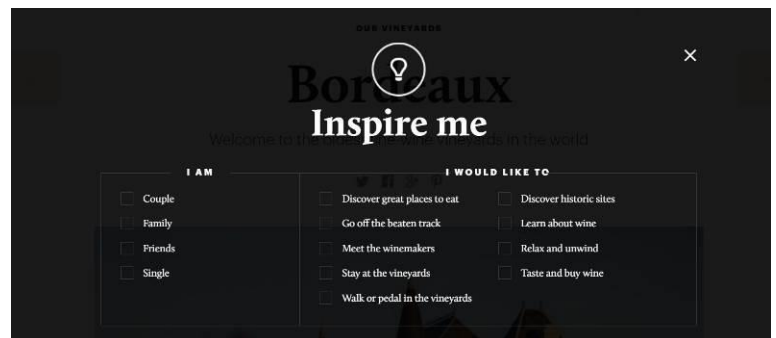 OUR VINEYARDS
Bordeaux
Inspire me
I AM
Couple
Family
Friends
Single
I WOULD LIKE TO
Discover great places to eat
Go off the beaten track
Meet the winemakers
Stay at the vineyards
Walk or pedal in the vineyards
Discover historic sites
Learn about wine
Relax and unwind
Taste and buy wine
Welcome to the
wine vineyards in the world